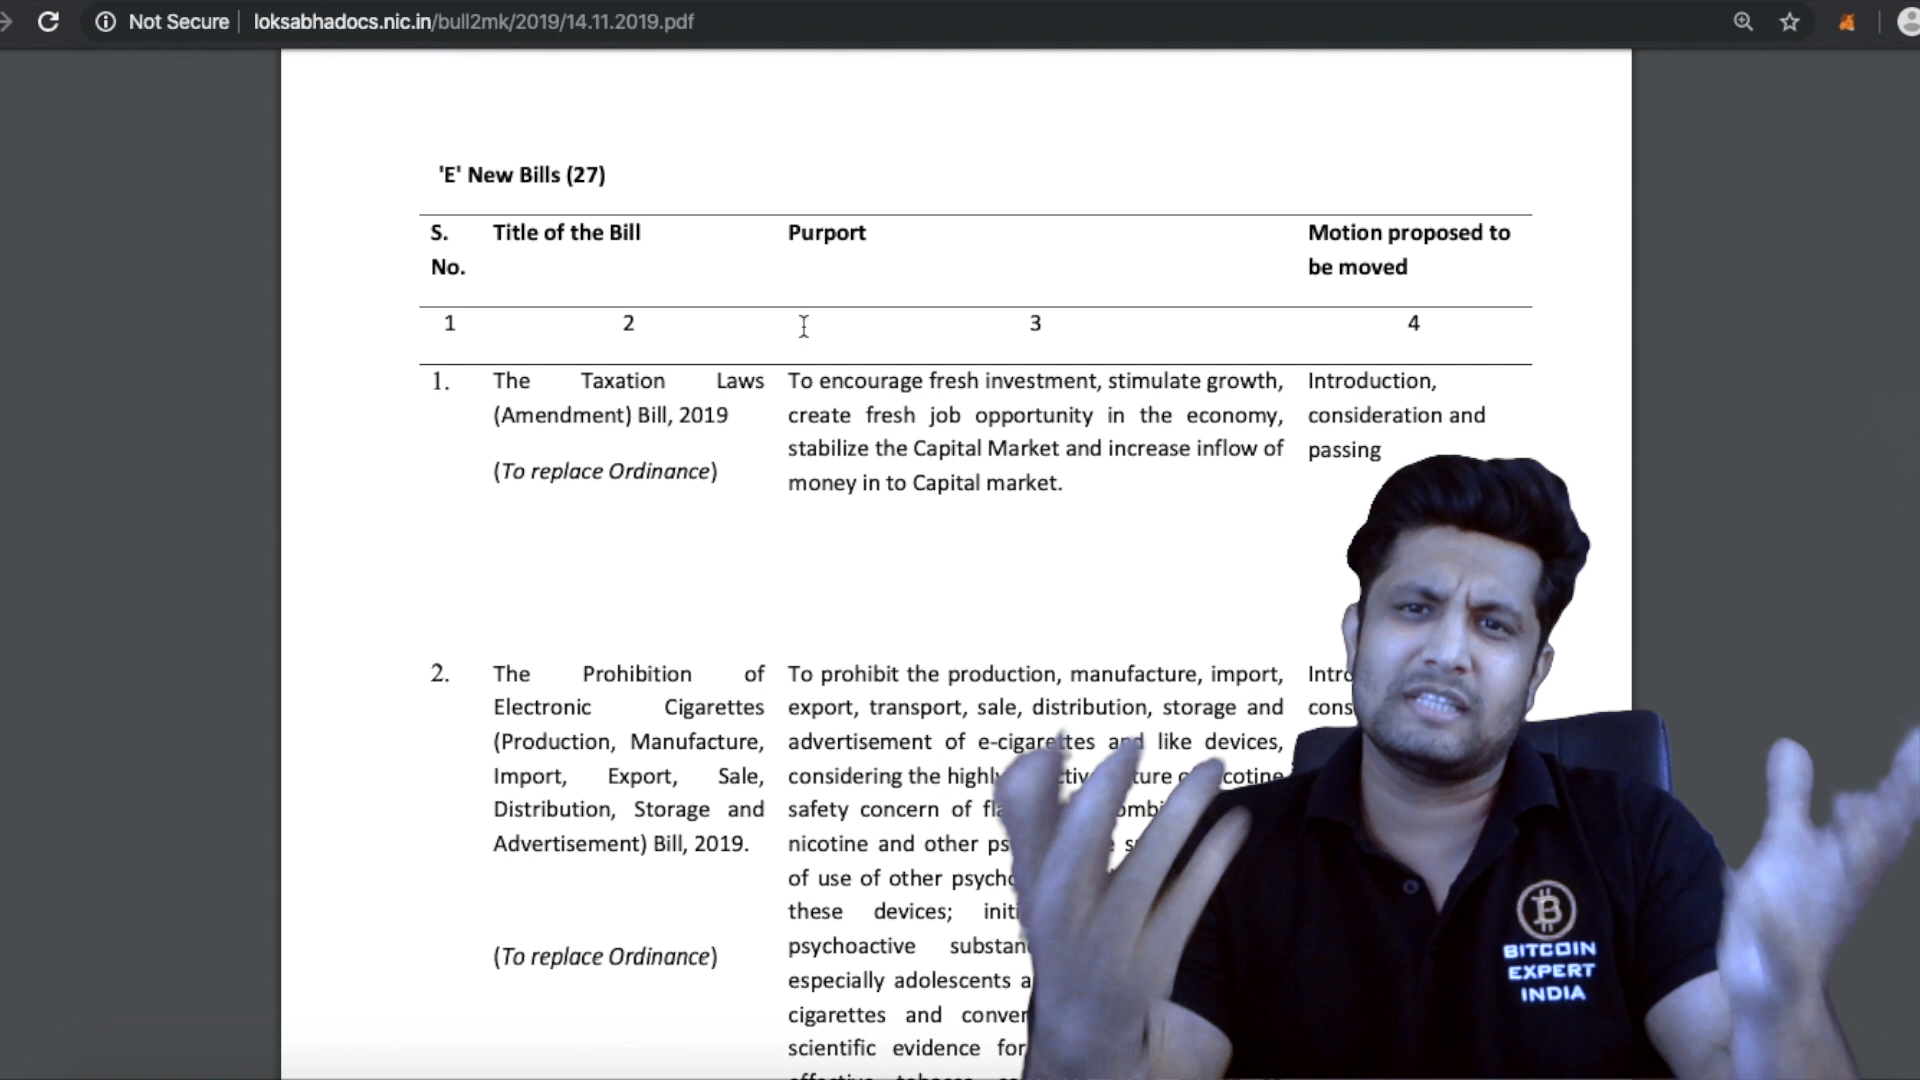 Not Secure loksabhadocs.nic.in/bull2mk/2019/14.11.2019.pdf
'E' New Bills (27)
S. No. Title of the Bill Purport Motion proposed to be moved
1 2 3 4
1. The Taxation Laws
(Amendment) Bill, 2019
(To replace Ordinance)
To encourage fresh investment, stimulate growth,
create fresh job opportunity in the economy,
stabilize the Capital Market and increase inflow of
money in to Capital market.
Introduction,
consideration and
passing
2. The Prohibition of
Electronic Cigarettes
(Production, Manufacture,
Import, Export, Sale,
Distribution, Storage and
Advertisement) Bill, 2019.
(To replace Ordinance)
To prohibit the production, manufacture, import,
export, transport, sale, distribution, storage and
advertisement of e-cigarettes and like devices,
considering the highly
safety concern of
nicotine and other
of use of other
these devices;
psychoactive
especially adolescents
cigarettes and
scientific evidence for
BITCOIN
EXPERT
INDIA